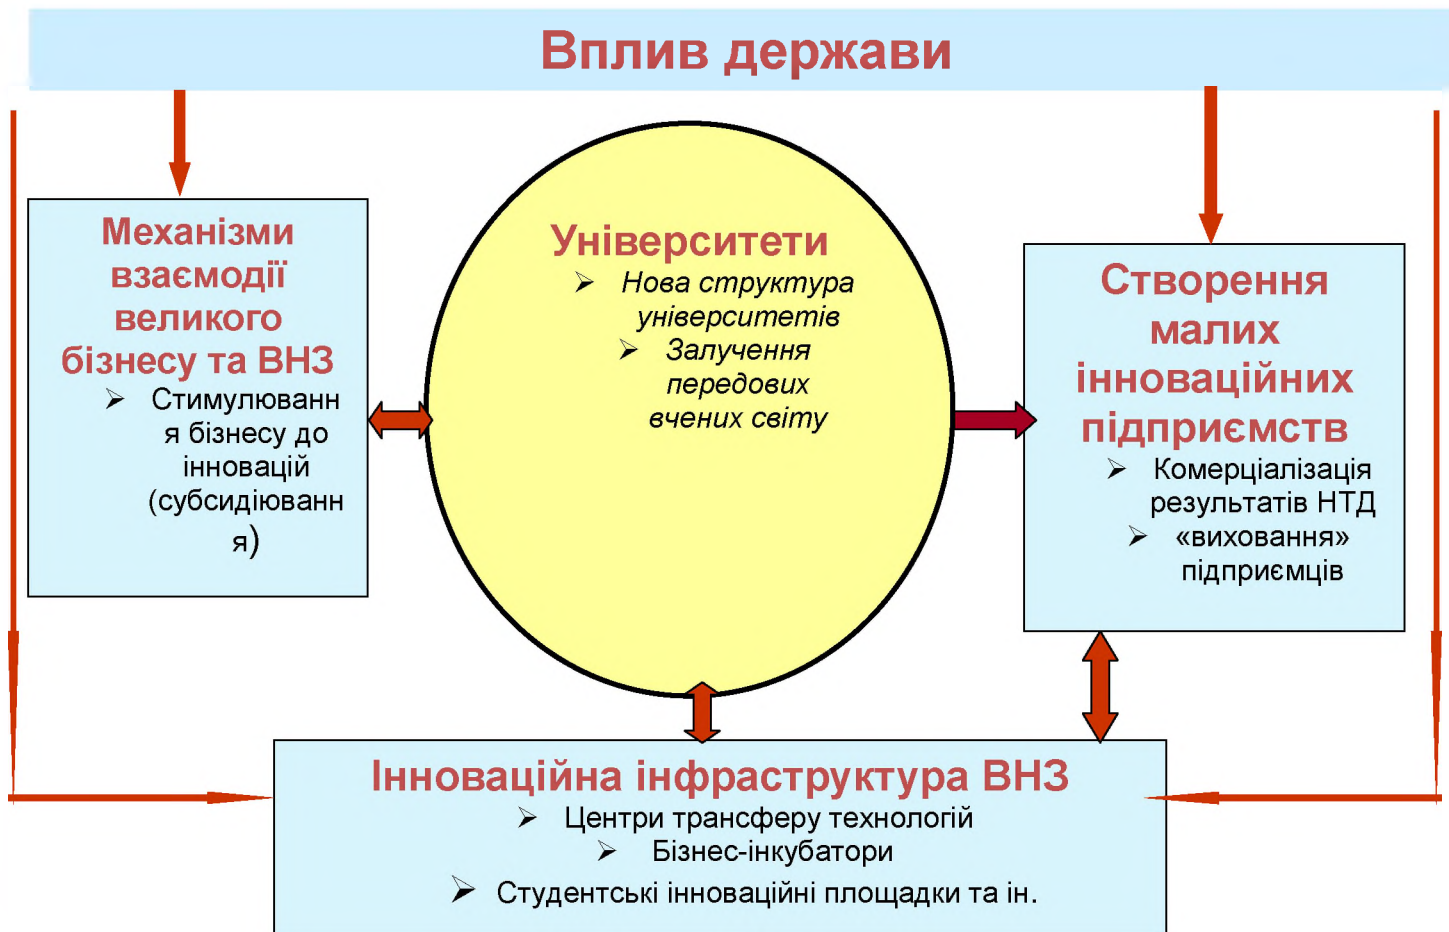 Вплив держави
Механізми
взаємодії
великого
бізнесу та ВНЗ
➢ Стимулюванн
я бізнесу до
інновацій
(субсидіюванн
я)
Університети
➢ Нова структура
університетів
➢ Залучення
передових
вчених світу
Створення
малих
інноваційних
підприємств
➢ Комерціалізація
результатів НТД
➢ «виховання»
підприємців
Інноваційна інфраструктура ВНЗ
➢ Центри трансферу технологій
➢ Бізнес-інкубатори
➢ Студентські інноваційні площадки та ін.